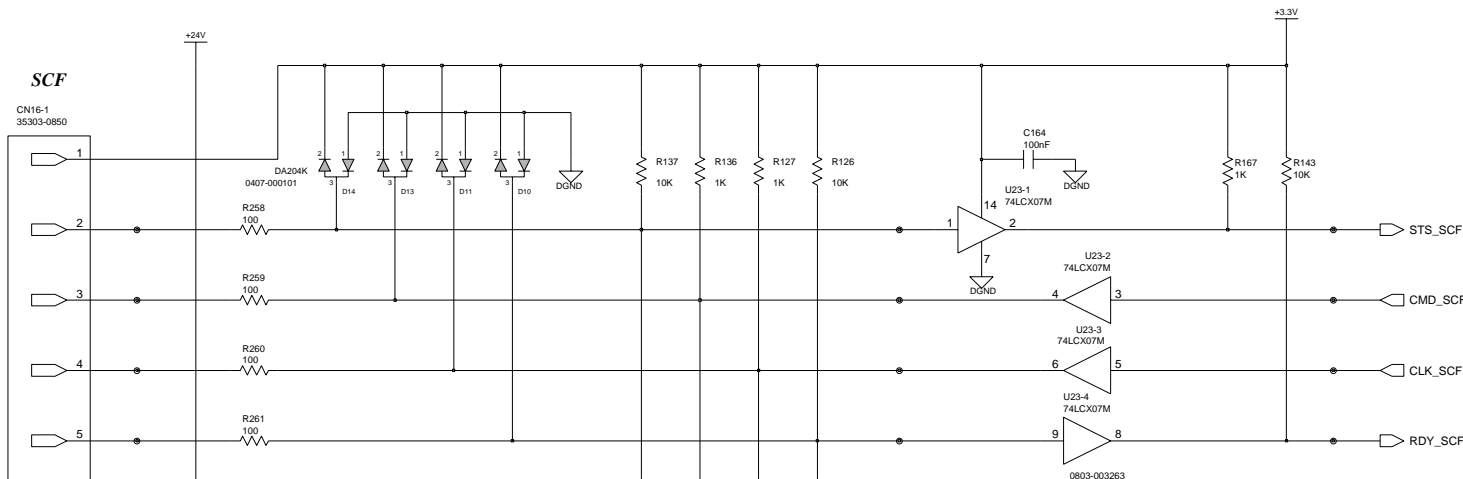 +3.3V
+24V
SCF
CN16-1
35303-0850
1
2 1 2 1 2 1 2 1
DA204K
0407-000101
3 3 3 3
D14 D13 D11 D10
DGND
R137
10K
R136
1K
R127
1K
R126
10K
C164
100nF
DGND
R167
1K
R143
10K
U23-1
74LCX07M
14
7
DGND
2
R258
100
1
2
STS_SCF
3
R259
100
U23-2
74LCX07M
4
3
CMD_SCF
4
R260
100
U23-3
74LCX07M
6
5
CLK_SCF
5
R261
100
U23-4
74LCX07M
9
8
RDY_SCF
0803-003263